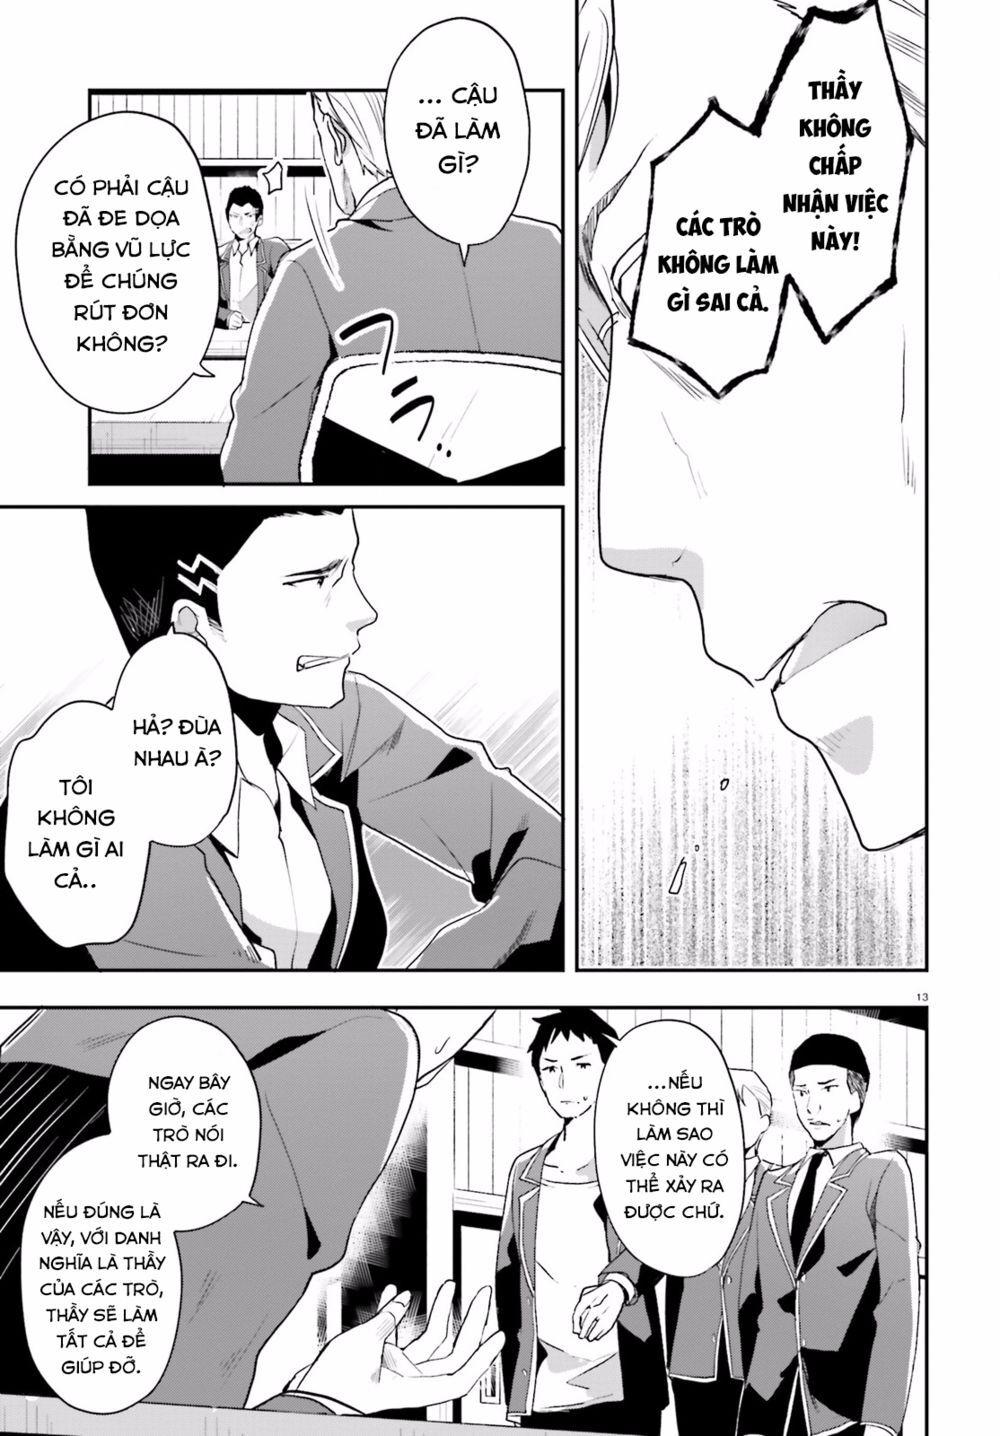 THẦY
KHÔNG
CHẤP
NHẬN VIỆC
NÀY!
CÁC TRÒ
KHÔNG LÀM
GÌ SAI CẢ.
... CẬU
ĐÃ LÀM
GÌ?
CÓ PHẢI CẬU
ĐÃ ĐE DỌA
BẰNG VŨ LỰC
ĐỂ CHÚNG
RÚT ĐƠN
KHÔNG?
HẢ? ĐÙA
NHAU À?
TÔI
KHÔNG
LÀM GÌ AI
CẢ..
13
...NẾU
KHÔNG THÌ
LÀM SAO
VIỆC NÀY CÓ
THỂ XẢY RA
ĐƯỢC CHỨ.
NGAY BÂY
GIỜ, CÁC
TRÒ NÓI
THẬT RA ĐI.
NẾU ĐÚNG LÀ
VẬY, VỚI DANH
NGHĨA LÀ THẦY
CỦA CÁC TRÒ,
THẦY SẼ LÀM
TẤT CẢ ĐỂ
GIÚP ĐỠ.